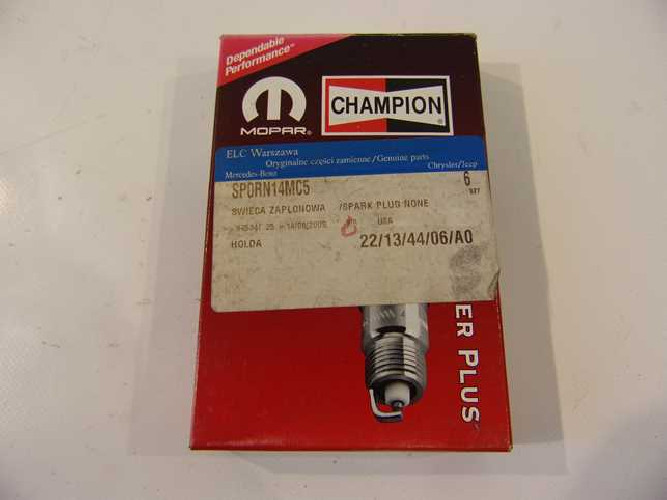 Dependable
Performance
MOPAR®
CHAMPION
ELC Warszawa
Oryginalne części zamienne/Genuine parts
Mercedes-Benz
Chrysler/Jeep
SPORN14MC5
6
SWIECA ZAPLONOWA /SPARK PLUG NONE
USA
HOLDA
22/13/44/06/A0
ER PLUS